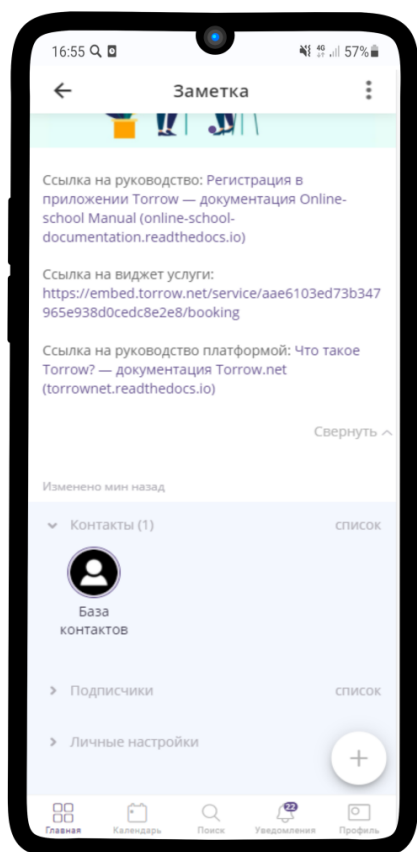 16:55
4G
57%
Заметка
Ссылка на руководство: Регистрация в
приложении Torrow — документация Online-
school Manual (online-school-
documentation.readthedocs.io)
Ссылка на виджет услуги:
https://embed.torrow.net/service/aae6103ed73b347
965e938d0cedc8e2e8/booking
Ссылка на руководство платформой: Что такое
Torrow? — документация Torrow.net
(torrownet.readthedocs.io)
Свернуть
Изменено мин назад
Контакты (1) список
База
контактов
Подписчики список
Личные настройки
22
Главная Календарь Поиск Уведомления Профиль